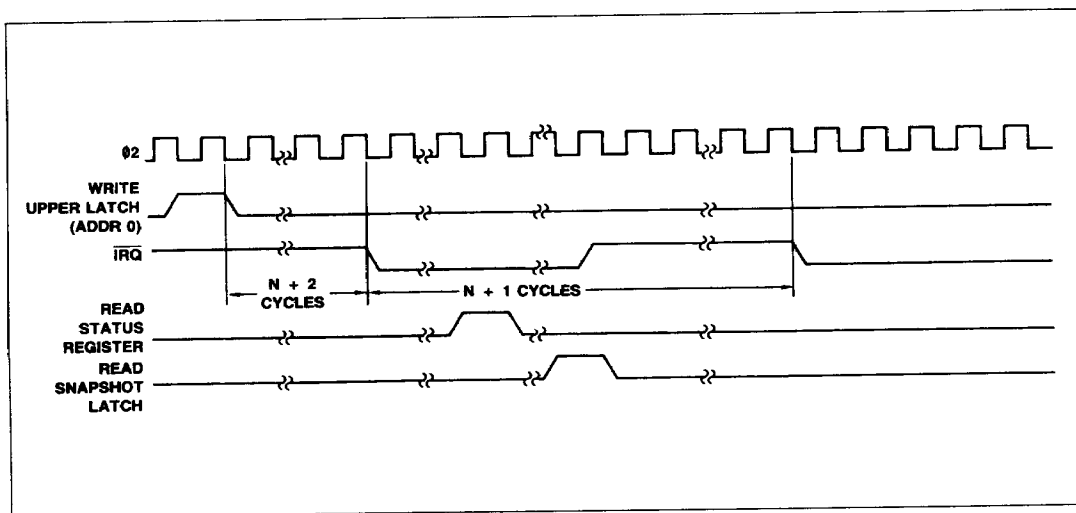 φ2
WRITE
UPPER LATCH
(ADDR 0)
IRQ
N + 2
CYCLES
N + 1 CYCLES
READ
STATUS
REGISTER
READ
SNAPSHOT
LATCH